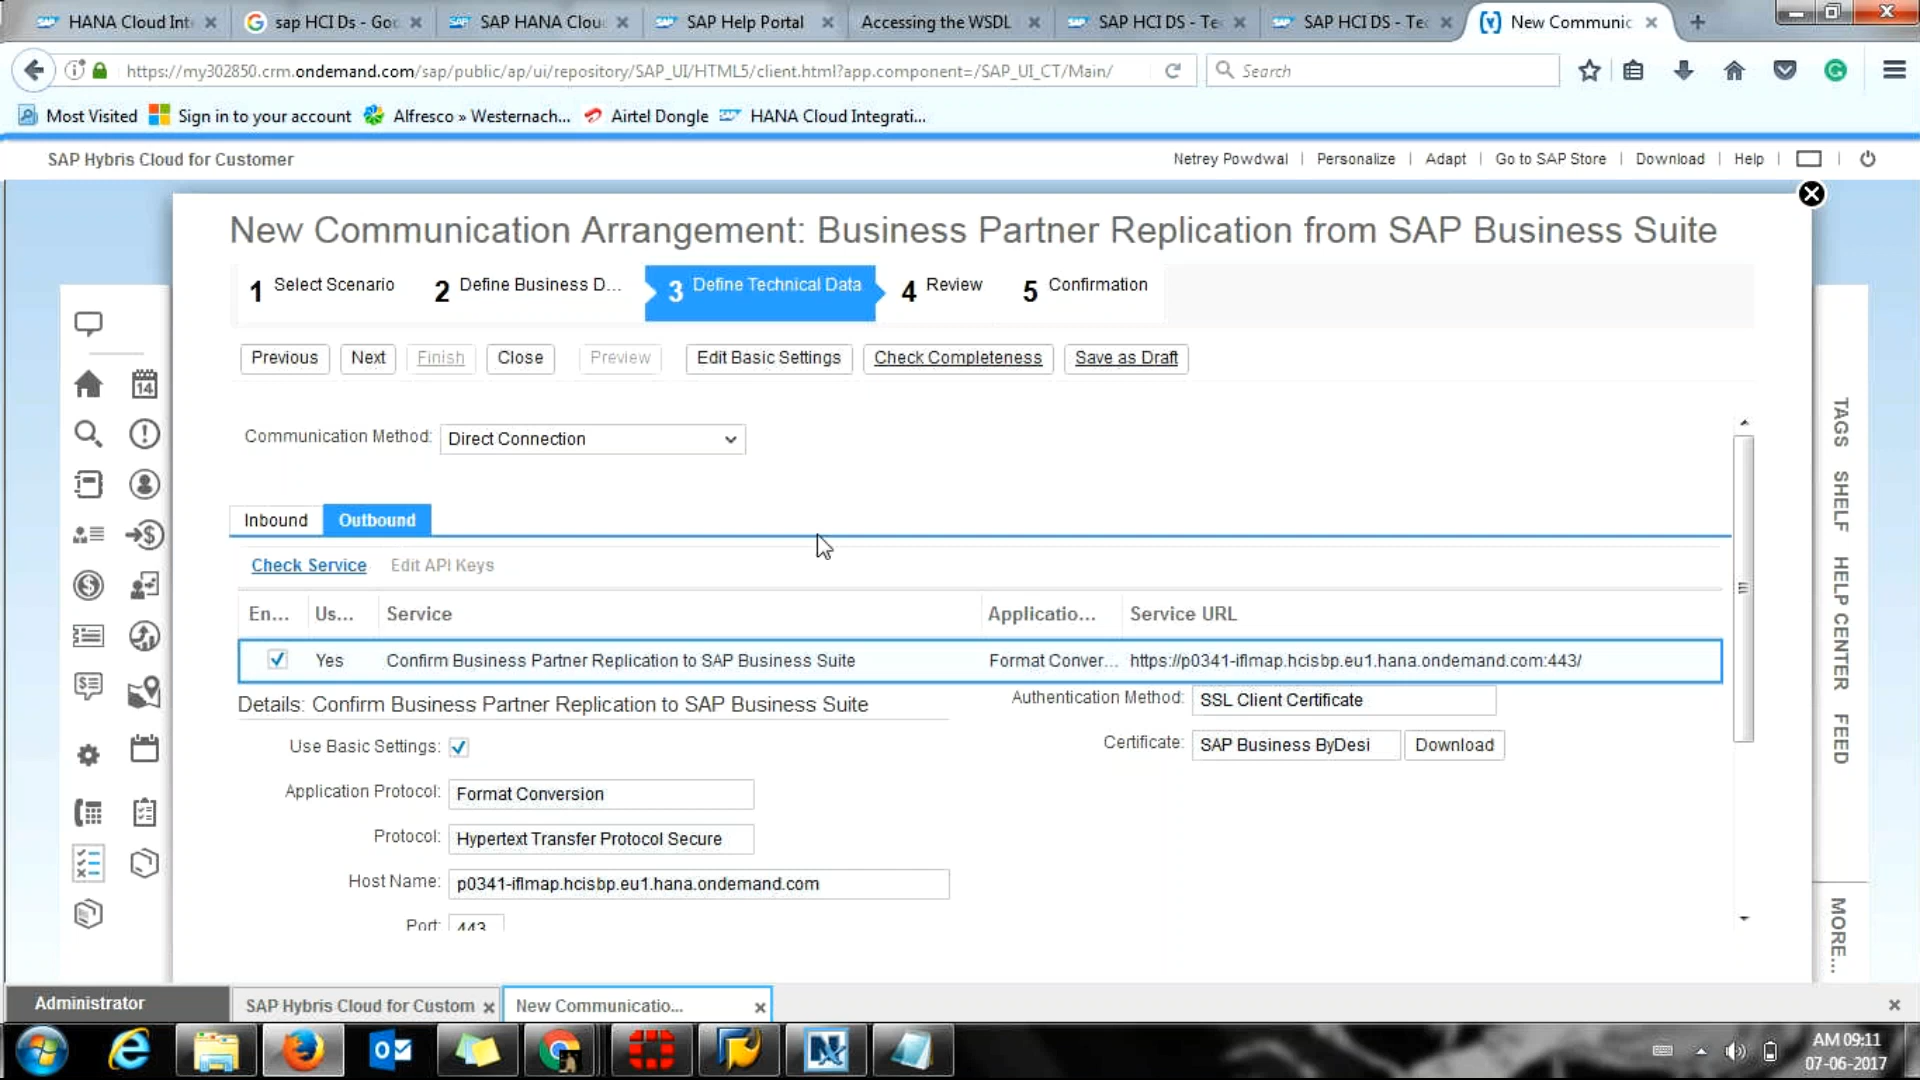 HANA Cloud Int
sap HCI Ds - Goo
SAP HANA Clou
SAP Help Portal
Accessing the WSDL
SAP HCI DS - Te
SAP HCI DS - Te
New Communic
https://my302850.crm.ondemand.com/sap/public/ap/ui/repository/SAP_UI/HTML5/client.html?app.component=/SAP_UI_CT/Main/
Search
Most Visited
Sign in to your account
Alfresco » Westernach...
Airtel Dongle
HANA Cloud Integrati...
SAP Hybris Cloud for Customer
Netrey Powdwal
Personalize
Adapt
Go to SAP Store
Download
Help
New Communication Arrangement: Business Partner Replication from SAP Business Suite
1 Select Scenario
2 Define Business D...
3 Define Technical Data
4 Review
5 Confirmation
Previous
Next
Finish
Close
Preview
Edit Basic Settings
Check Completeness
Save as Draft
14
Communication Method: Direct Connection
Inbound
Outbound
Check Service
Edit API Keys
En...
Us...
Service
Applicatio...
Service URL
Yes
Confirm Business Partner Replication to SAP Business Suite
Format Conver...
https://p0341-iflmap.hcisbp.eu1.hana.ondemand.com:443/
Details: Confirm Business Partner Replication to SAP Business Suite
Authentication Method: SSL Client Certificate
Use Basic Settings:
Certificate: SAP Business ByDesi
Download
Application Protocol: Format Conversion
Protocol: Hypertext Transfer Protocol Secure
Host Name: p0341-iflmap.hcisbp.eu1.hana.ondemand.com
Port: 443
TAGS
SHELF
HELP CENTER
FEED
MORE...
Administrator
SAP Hybris Cloud for Custom
New Communicatio...
AM 09:11
07-06-2017